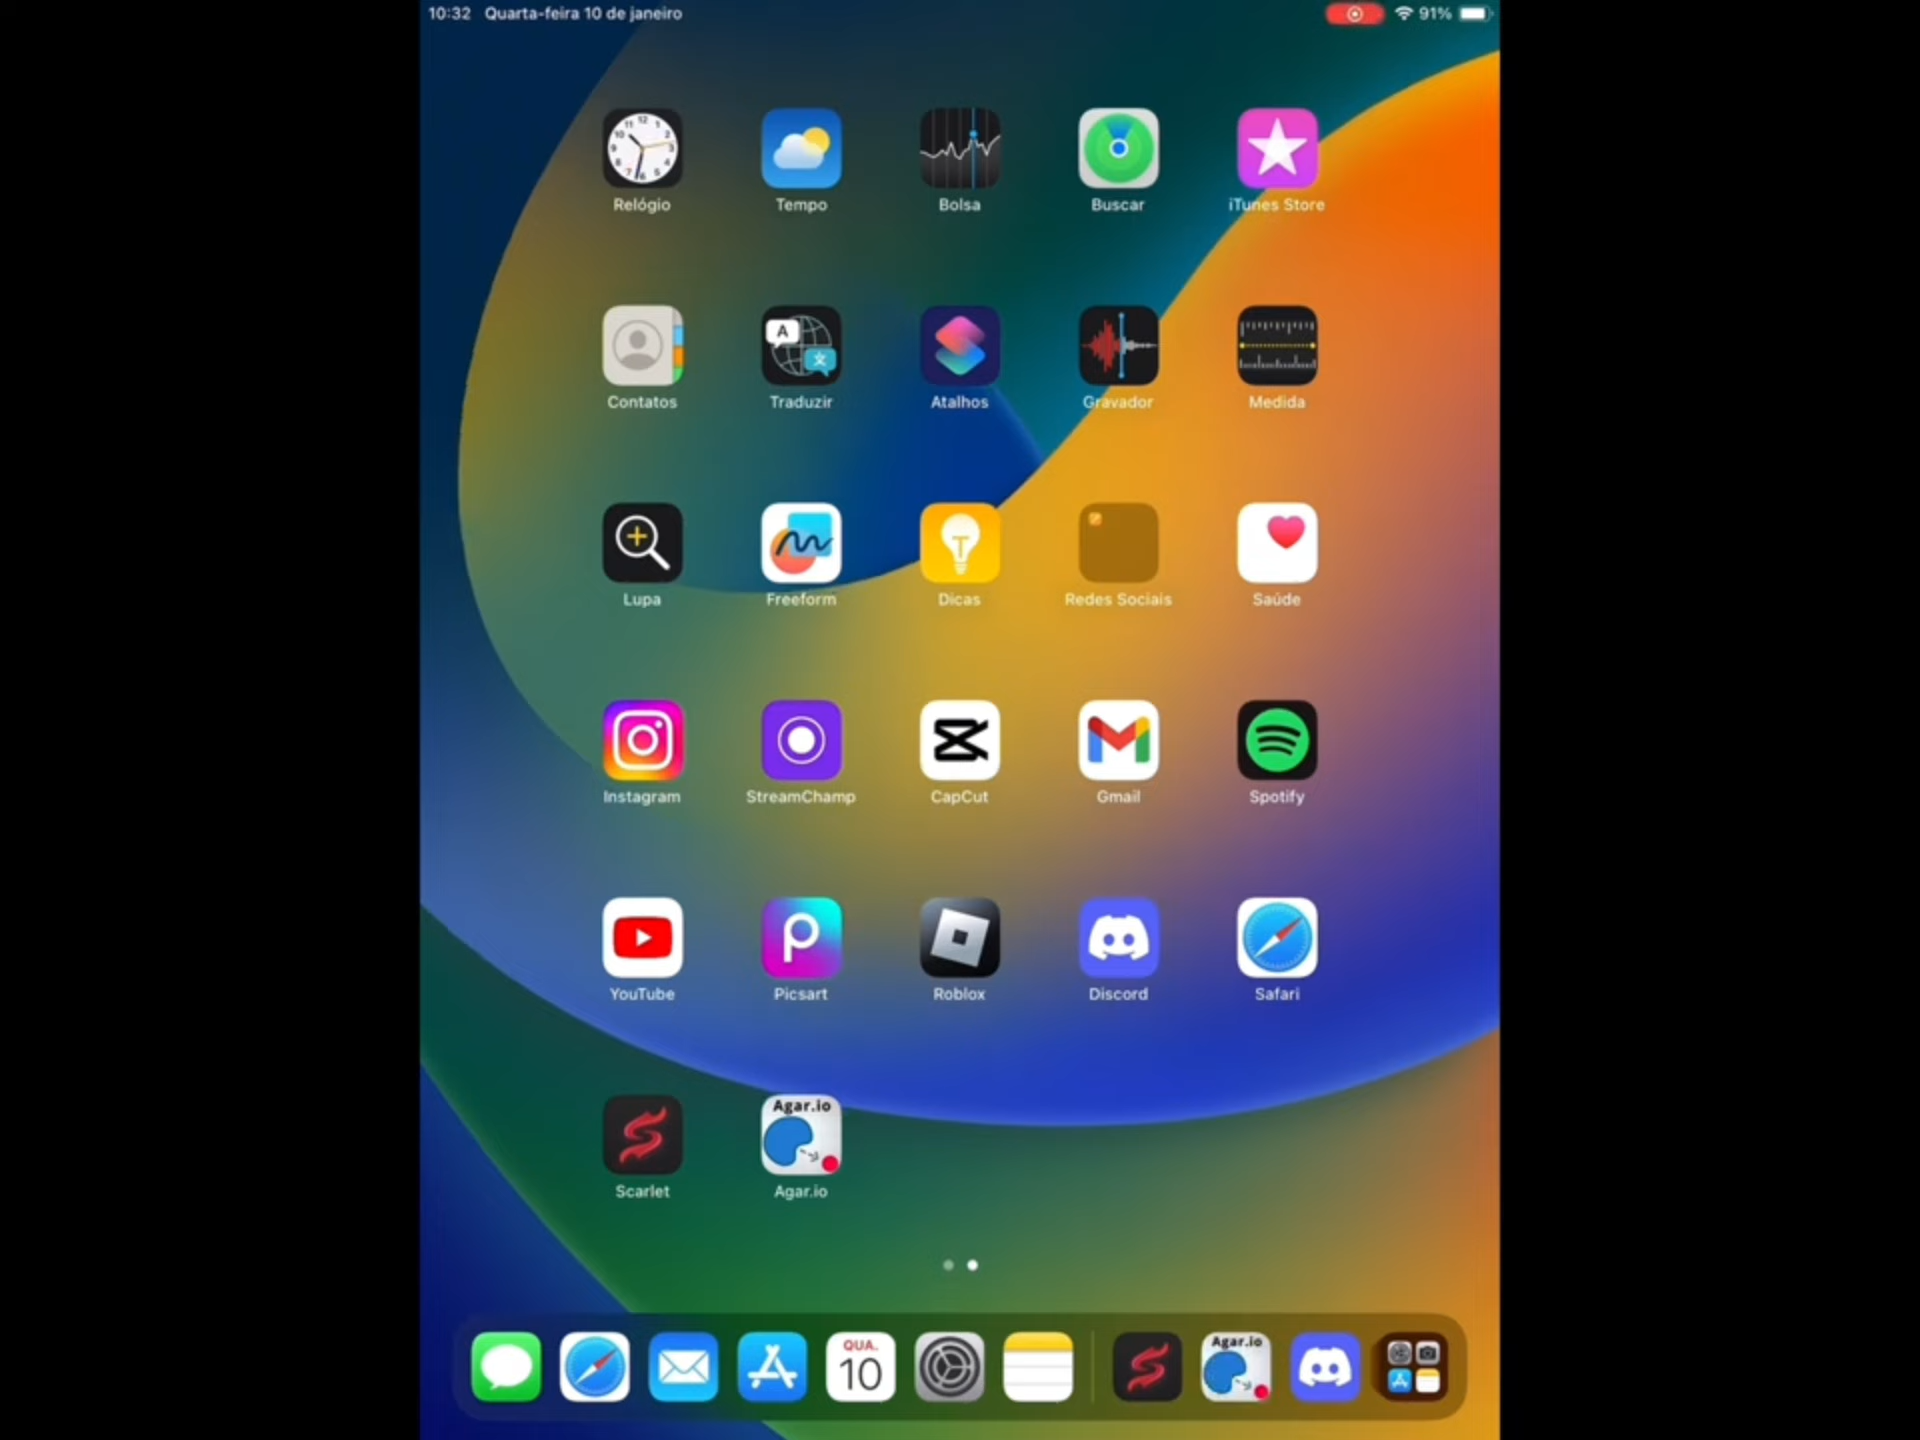 10:32 Quarta-feira 10 de janeiro 91%
Relógio Tempo Bolsa Buscar iTunes Store
Contatos Traduzir Atalhos Gravador Medida
Lupa Freeform Dicas Redes Sociais Saúde
Instagram StreamChamp CapCut Gmail Spotify
YouTube Picsart Roblox Discord Safari
Agar.io
Scarlet Agar.io
QUA. Agar.io
10